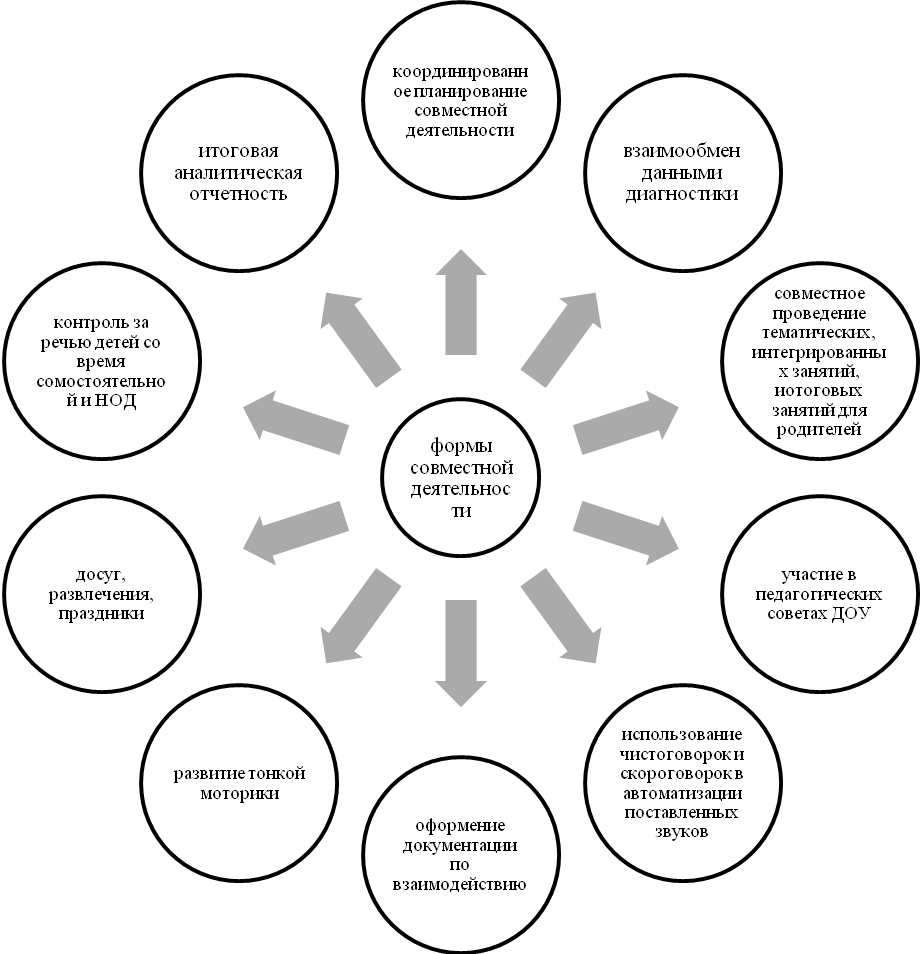 координированн
ое планирование
совместной
деятельности
взаимообмен
данными
диагностики
совместное
проведение
тематических,
интегрированны
х занятий,
иотоговых
занятий для
родителей
участие в
педагогических
советах ДОУ
использование
чистоговорок и
скороговорок в
автоматизации
поставленных
звуков
оформение
документации
по
взаимодействию
развитие тонкой
моторики
досуг,
развлечения,
праздники
контроль за
речью детей со
время
сомостоятельно
й и НОД
итоговая
аналитическая
отчетность
формы
совместной
деятельнос
ти